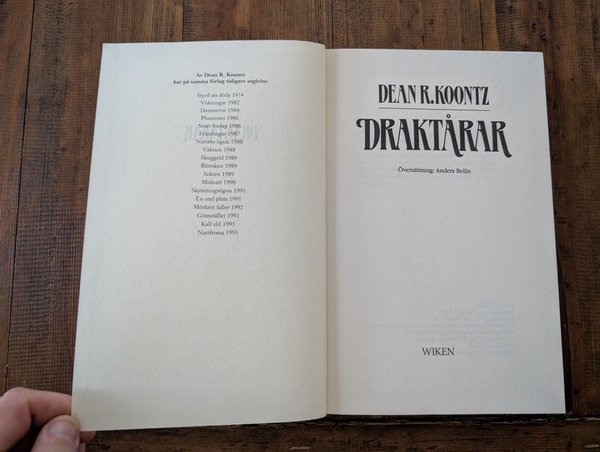 Av Dean R. Koontz
har på samma förlag tidigare utgivits:
Styrd att döda 1974
Viskningar 1982
Dataterror 1984
Phantoms 1986
Svart fredag 1986
Främlingar 1987
Nattens ögon 1988
Väktare 1988
Skuggeld 1989
Blixtsken 1989
Sekten 1989
Midnatt 1990
Skymningsögon 1991
En ond plats 1991
Mörkret faller 1992
Gömstället 1992
Kall eld 1993
Nattfrossa 1993
DEAN R. KOONTZ
DRAKTÅRAR
Översättning: Anders Bellis
WIKEN